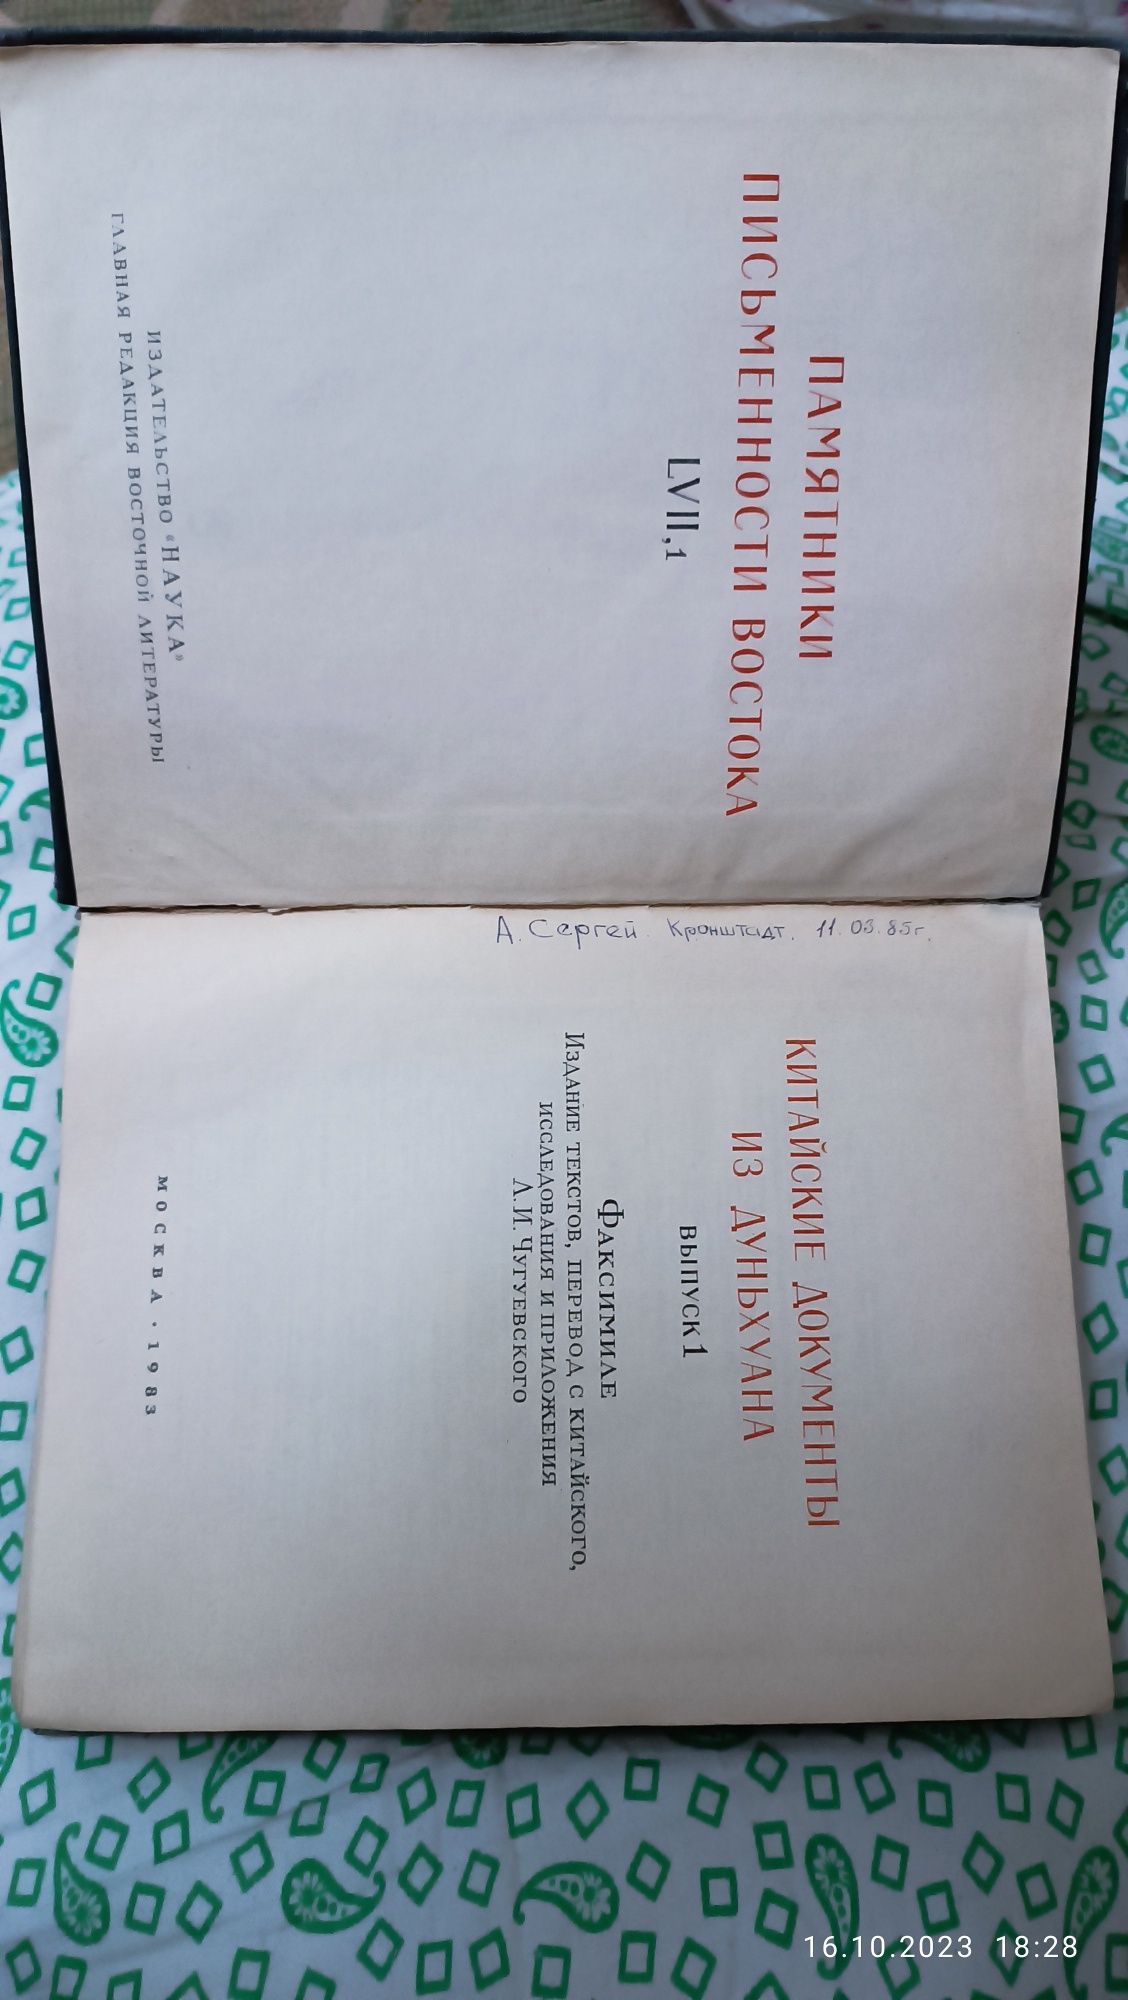 ПАМЯТНИКИ
ПИСЬМЕННОСТИ ВОСТОКА
LVII,1
ИЗДАТЕЛЬСТВО «НАУКА»
ГЛАВНАЯ РЕДАКЦИЯ ВОСТОЧНОЙ ЛИТЕРАТУРЫ
А. Сергей. Кронштадт. 11.03.85г.
КИТАЙСКИЕ ДОКУМЕНТЫ
ИЗ ДУНЬХУАНА
ВЫПУСК 1
ФАКСИМИЛЕ
ИЗДАНИЕ ТЕКСТОВ, ПЕРЕВОД С КИТАЙСКОГО,
ИССЛЕДОВАНИЯ И ПРИЛОЖЕНИЯ
Л.И. ЧУГУЕВСКОГО
МОСКВА · 1983
16.10.2023 18:28